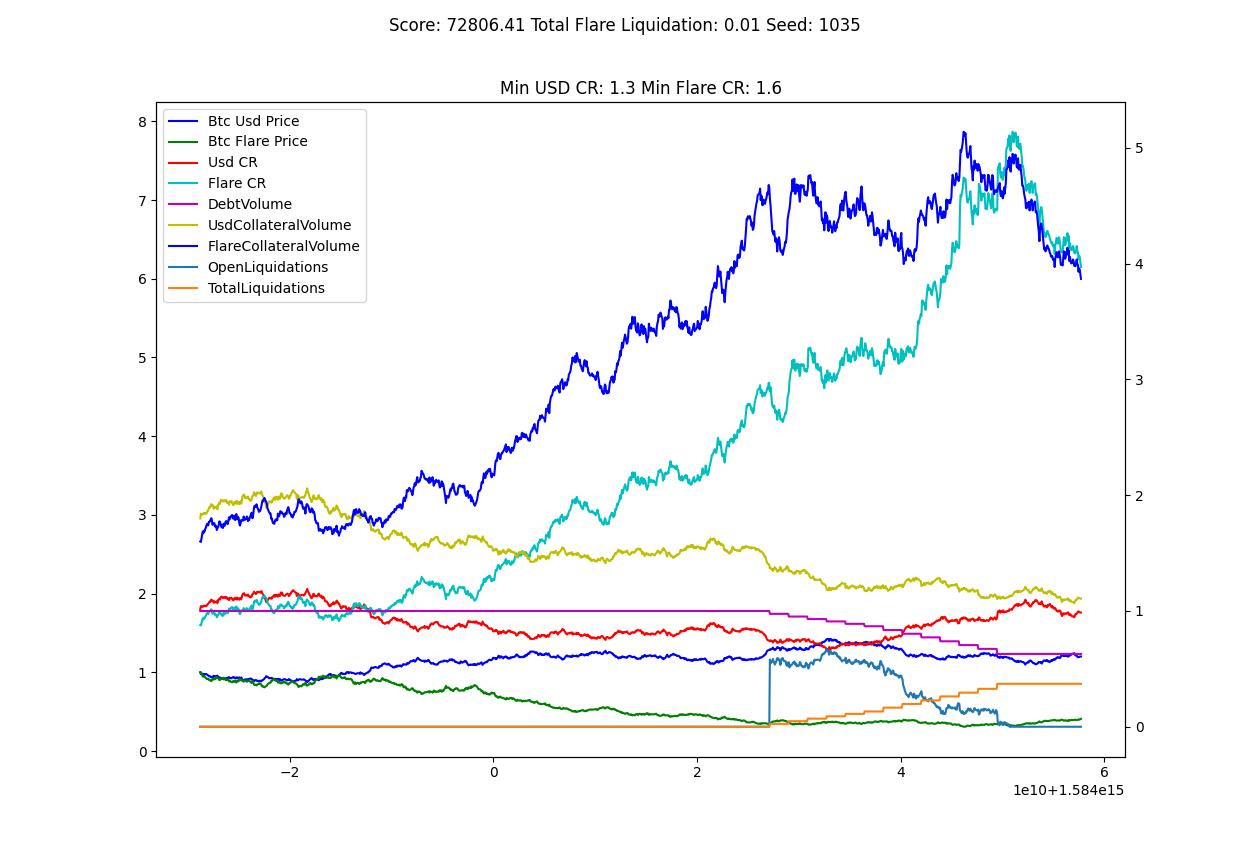 Score: 72806.41 Total Flare Liquidation: 0.01 Seed: 1035
Min USD CR: 1.3 Min Flare CR: 1.6
Btc Usd Price
Btc Flare Price
Usd CR
Flare CR
DebtVolume
UsdCollateralVolume
FlareCollateralVolume
OpenLiquidations
TotalLiquidations
8
7
6
5
4
3
2
1
0
5
4
3
2
1
0
−2
0
2
4
6
1e10+1.584e15